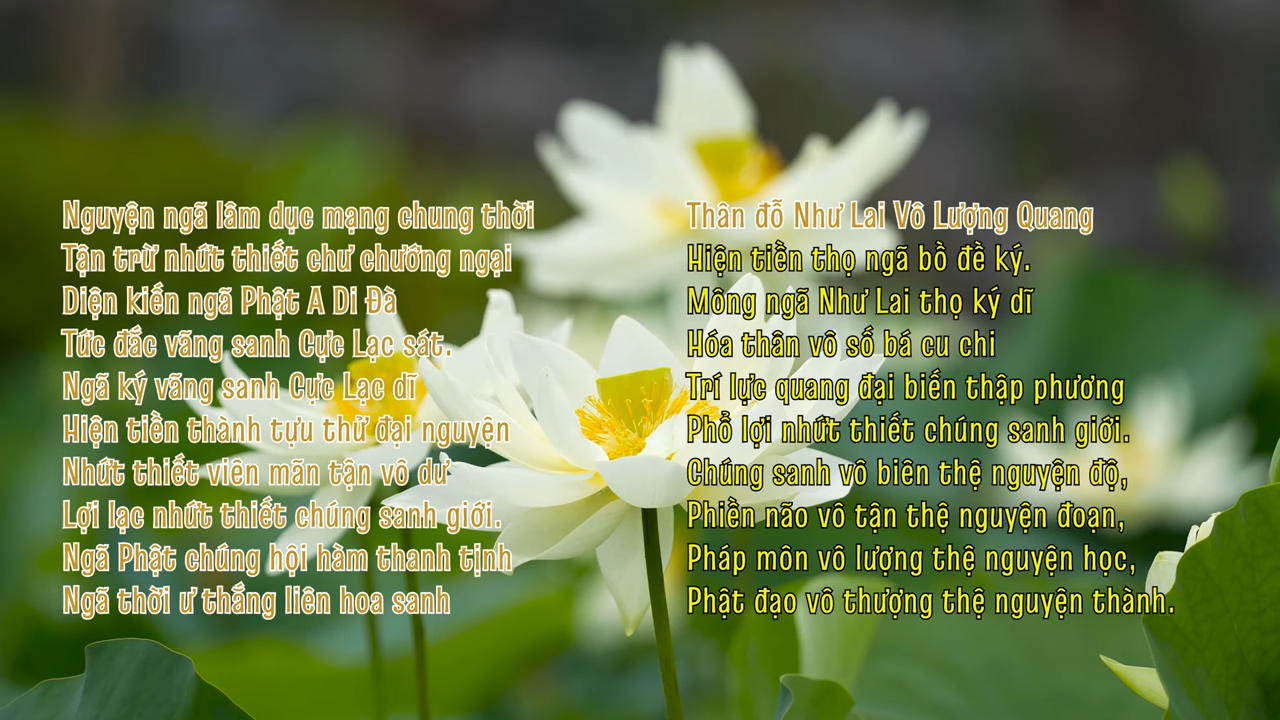 Nguyện ngã lâm dục mạng chung thời
Tận trừ nhứt thiết chư chướng ngại
Diện kiến ngã Phật A Di Đà
Tức đắc vãng sanh Cực Lạc sát.
Ngã ký vãng sanh Cực Lạc dĩ
Hiện tiền thành tựu thử đại nguyện
Nhứt thiết viên mãn tận vô dư
Lợi lạc nhứt thiết chúng sanh giới.
Ngã Phật chúng hội hàm thanh tịnh
Ngã thời ư thắng liên hoa sanh
Thân đỗ Như Lai Vô Lượng Quang
Hiện tiền thọ ngã bồ đề ký.
Mông ngã Như Lai thọ ký dĩ
Hóa thân vô số bá cu chi
Trí lực quang đại biến thập phương
Phổ lợi nhứt thiết chúng sanh giới.
Chúng sanh vô biên thệ nguyện độ,
Phiền não vô tận thệ nguyện đoạn,
Pháp môn vô lượng thệ nguyện học,
Phật đạo vô thượng thệ nguyện thành.